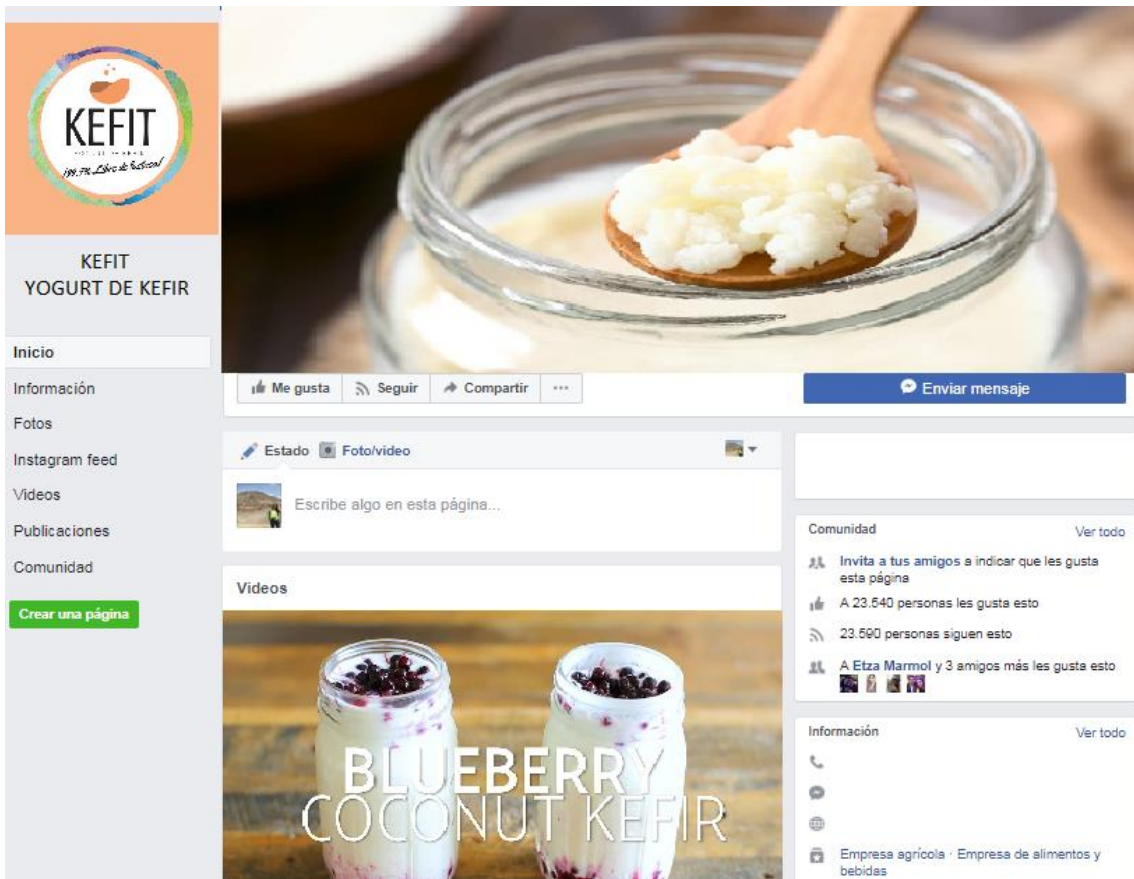 KEFIT
YOGURT DE KEFIR
¡99.7% Libre de lactosa!
KEFIT
YOGURT DE KEFIR
Inicio
Información
Fotos
Instagram feed
Videos
Publicaciones
Comunidad
Crear una página
Me gusta
Seguir
Compartir
...
Enviar mensaje
Estado
Foto/video
Escribe algo en esta página...
Videos
BLUEBERRY
COCONUT KEFIR
Comunidad
Ver todo
Invita a tus amigos a indicar que les gusta
esta página
A 23.540 personas les gusta esto
23.590 personas siguen esto
A Etza Marmol y 3 amigos más les gusta esto
Información
Ver todo
Empresa agrícola · Empresa de alimentos y
bebidas